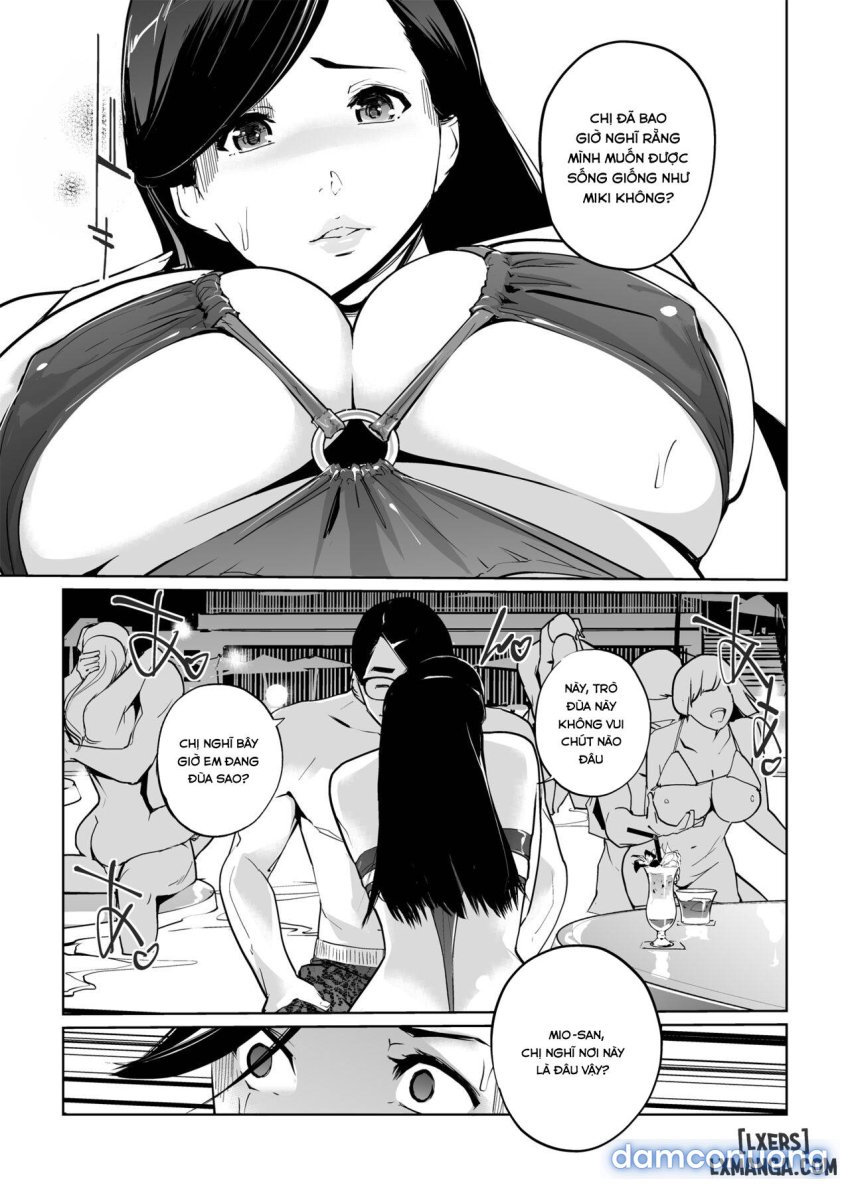 CHỊ ĐÃ BAO
GIỜ NGHĨ RẰNG
MÌNH MUỐN ĐƯỢC
SỐNG GIỐNG NHƯ
MIKI KHÔNG?
NÀY, TRÒ
ĐÙA NÀY
KHÔNG VUI
CHÚT NÀO
ĐÂU
CHỊ NGHĨ BÂY
GIỜ EM ĐANG
ĐÙA SAO?
MIO-SAN,
CHỊ NGHĨ NƠI NÀY
LÀ ĐÂU VẬY?
[LXERS]
LXMANGA.COM